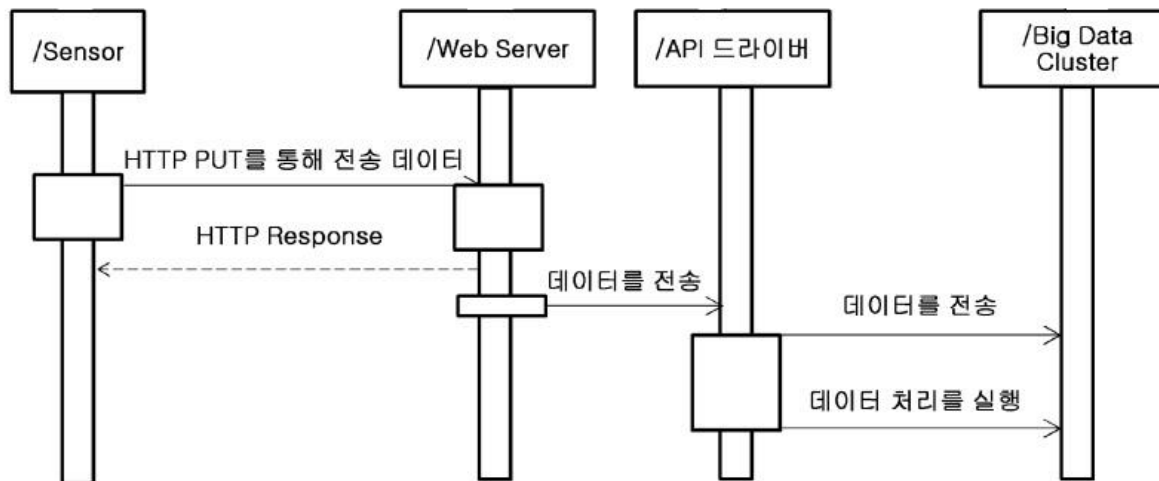 /Sensor
/Web Server
/API 드라이버
/Big Data
Cluster
HTTP PUT를 통해 전송 데이터
HTTP Response
데이터를 전송
데이터를 전송
데이터 처리를 실행